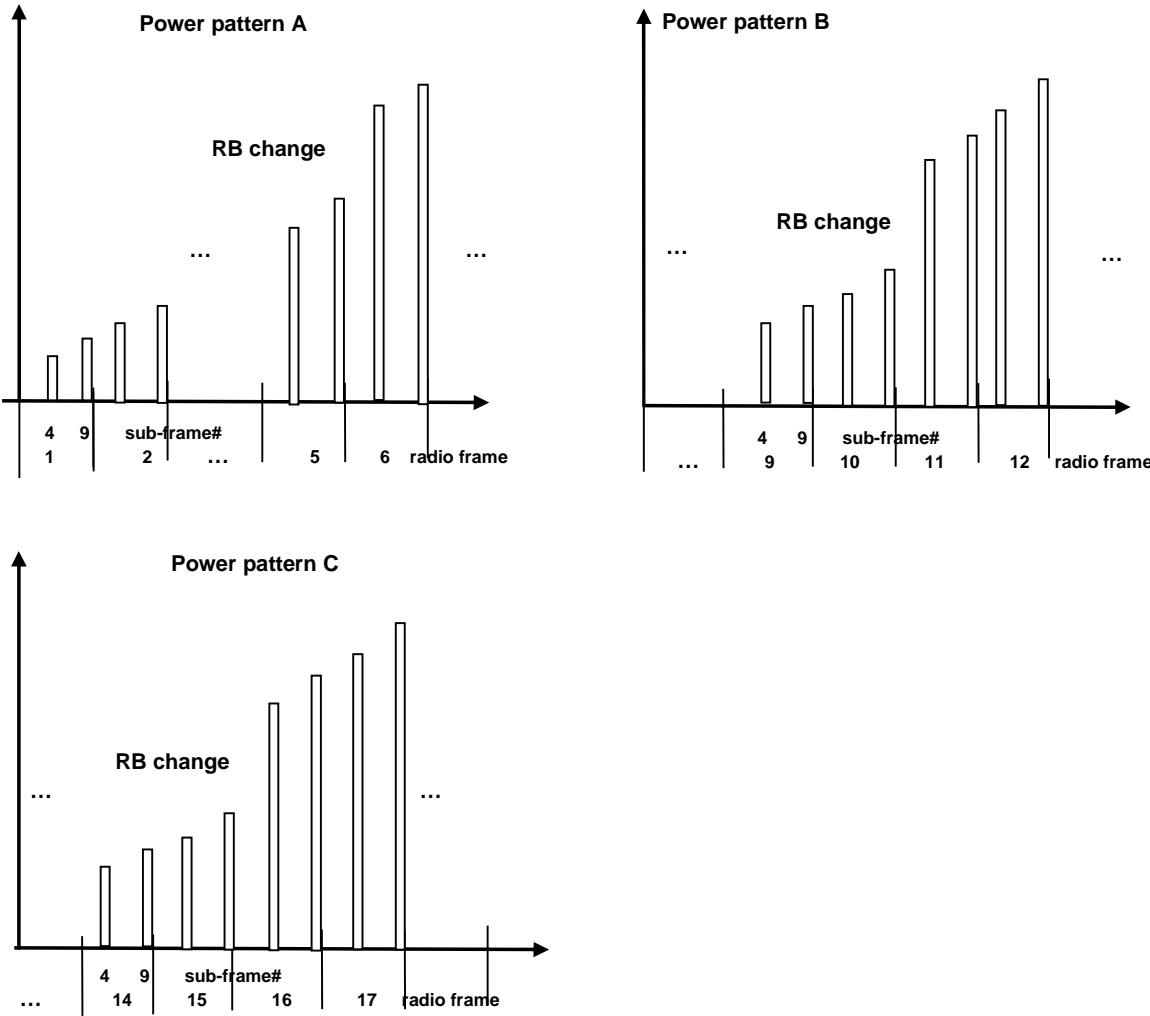 Power pattern A
RB change
...
...
4 9 sub-frame#
1 2 ... 5 6 radio frame
Power pattern B
RB change
...
...
4 9 sub-frame#
... 9 10 11 12 radio frame
Power pattern C
RB change
...
...
4 9 sub-frame#
... 14 15 16 17 radio frame